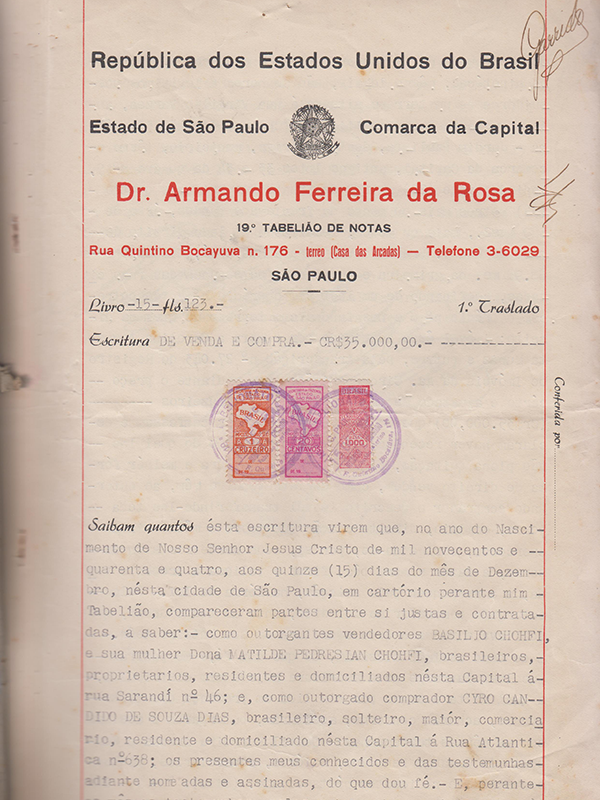 Garrido
República dos Estados Unidos do Brasil
Estado de São Paulo Comarca da Capital
Dr. Armando Ferreira da Rosa
19.º TABELIÃO DE NOTAS
Rua Quintino Bocayuva n. 176 - terreo (Casa das Arcadas) — Telefone 3-6029
SÃO PAULO
Livro -15- fls. 123.- 1.º Traslado
Escritura DE VENDA E COMPRA.- CR$35.000,00.- -------------
Conferida por
BRASIL
1
CRUZEIRO
BRASIL
20
CENTAVOS
BRASIL
1000
Saibam quantos ésta escritura virem que, no ano do Nasci-
mento de Nosso Senhor Jesus Cristo de mil novecentos e --
quarenta e quatro, aos quinze (15) dias do mês de Dezem-
bro, nésta cidade de São Paulo, em cartório perante mim -
Tabelião, compareceram partes entre si justas e contrata-
das, a saber:- como outorgantes vendedores BASILIO CHOHFI,
e sua mulher Dona MATILDE PEDRESIAN CHOHFI, brasileiros,-
proprietarios, residentes e domiciliados nésta Capital á-
rua Sarandí nº 46; e, como outorgado comprador CYRO CAN-
DIDO DE SOUZA DIAS, brasileiro, solteiro, maiór, comercia
rio, residente e domiciliado nésta Capital á Rua Atlanti-
ca nº638; os presentes meus conhecidos e das testemunhas-
adiante nomeadas e assinadas, do que dou fé.- E, perante-